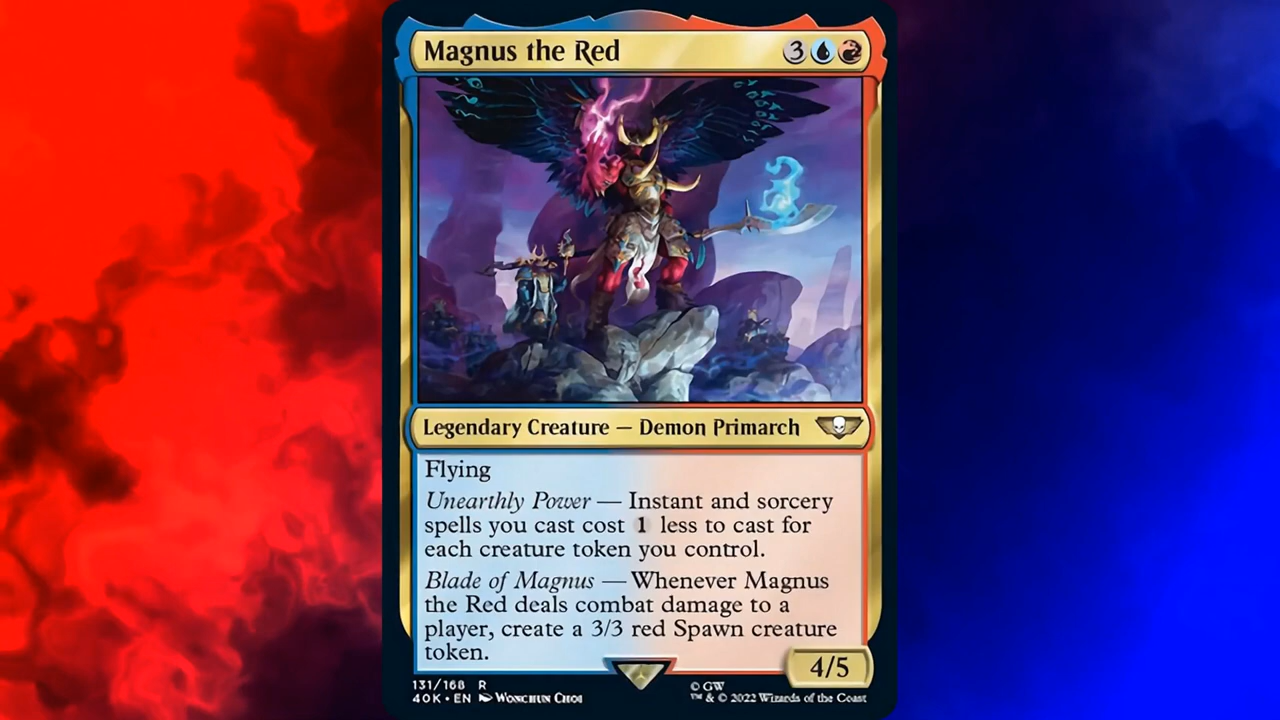 Magnus the Red 3
Legendary Creature — Demon Primarch
Flying
Unearthly Power — Instant and sorcery
spells you cast cost 1 less to cast for
each creature token you control.
Blade of Magnus — Whenever Magnus
the Red deals combat damage to a
player, create a 3/3 red Spawn creature
token.
4/5
131/168 R
40K • EN WONCHUN CHOI
© GW
™ & © 2022 Wizards of the Coast